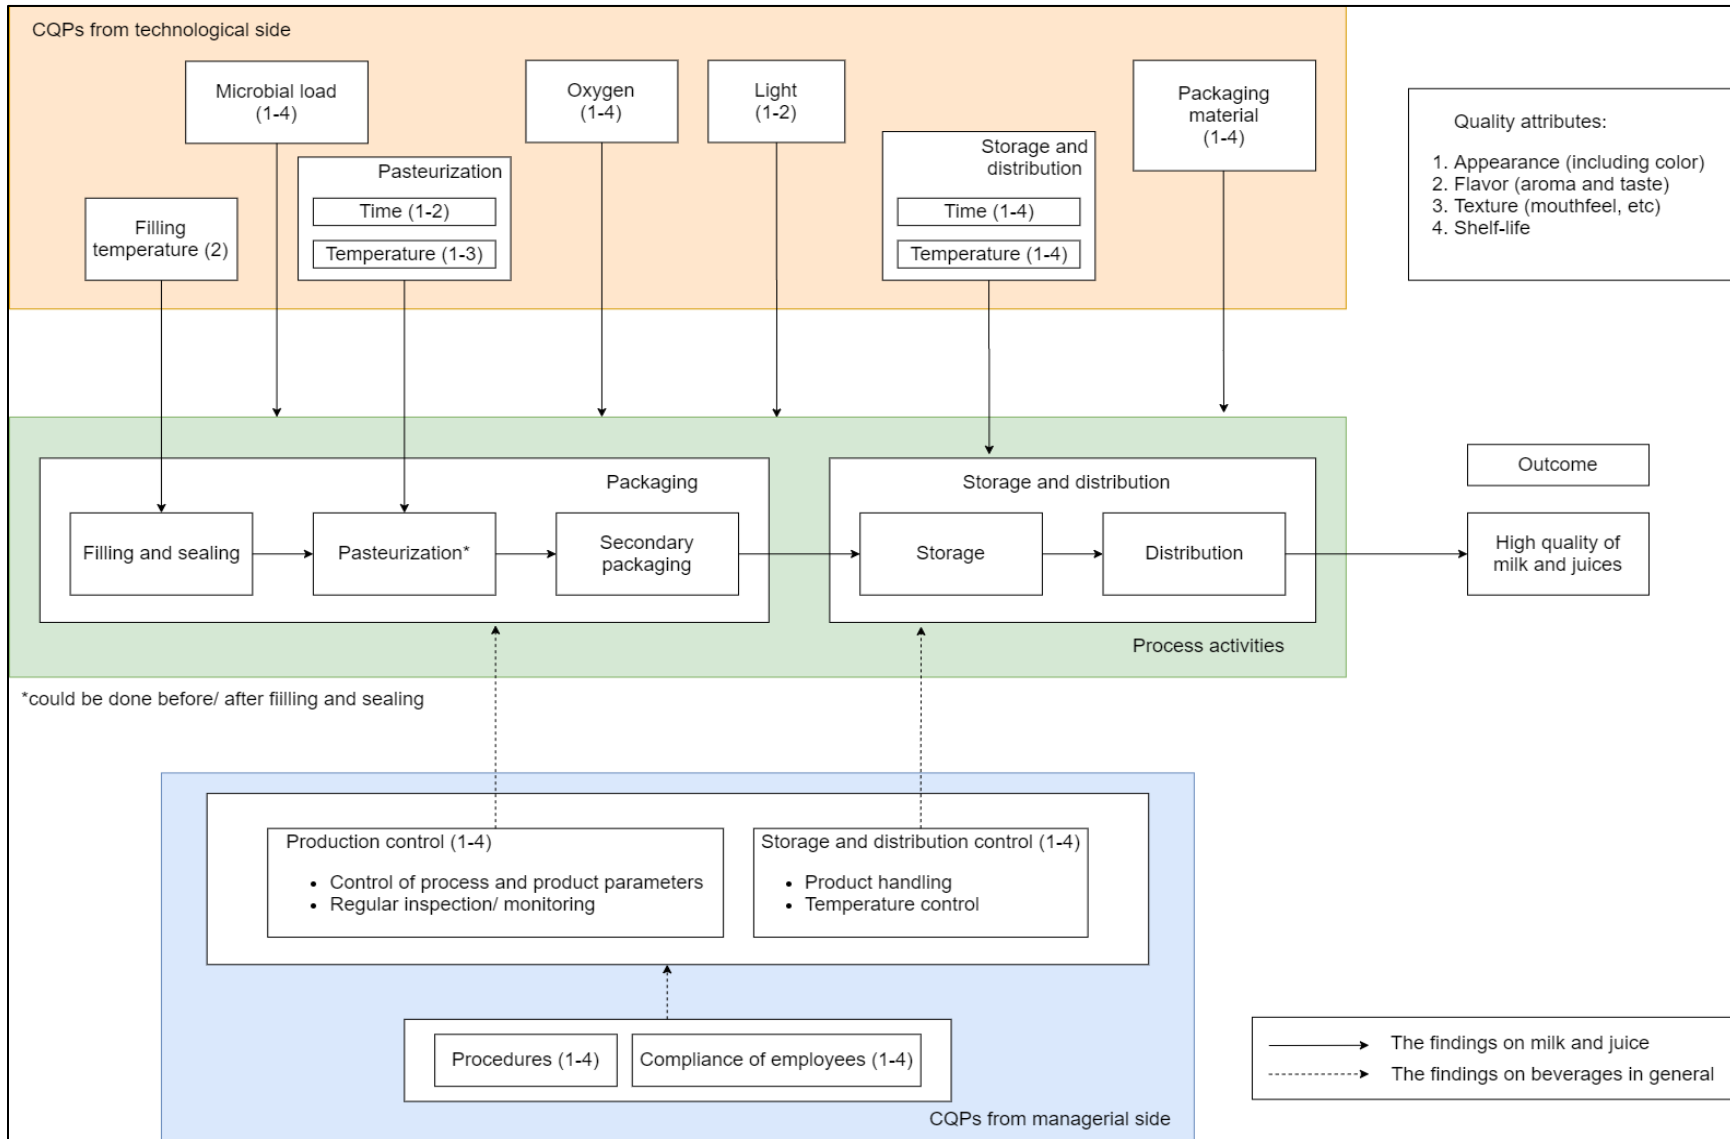 CQPs from technological side
Microbial load
(1-4)
Oxygen
(1-4)
Light
(1-2)
Packaging
material
(1-4)
Storage and
distribution
Time (1-4)
Temperature (1-4)
Pasteurization
Time (1-2)
Temperature (1-3)
Filling
temperature (2)
Quality attributes:
1. Appearance (including color)
2. Flavor (aroma and taste)
3. Texture (mouthfeel, etc)
4. Shelf-life
Packaging
Filling and sealing
Pasteurization*
Secondary
packaging
Storage and distribution
Storage
Distribution
Process activities
Outcome
High quality of
milk and juices
*could be done before/ after fiilling and sealing
Production control (1-4)
• Control of process and product parameters
• Regular inspection/ monitoring
Storage and distribution control (1-4)
• Product handling
• Temperature control
Procedures (1-4)
Compliance of employees (1-4)
CQPs from managerial side
The findings on milk and juice
The findings on beverages in general